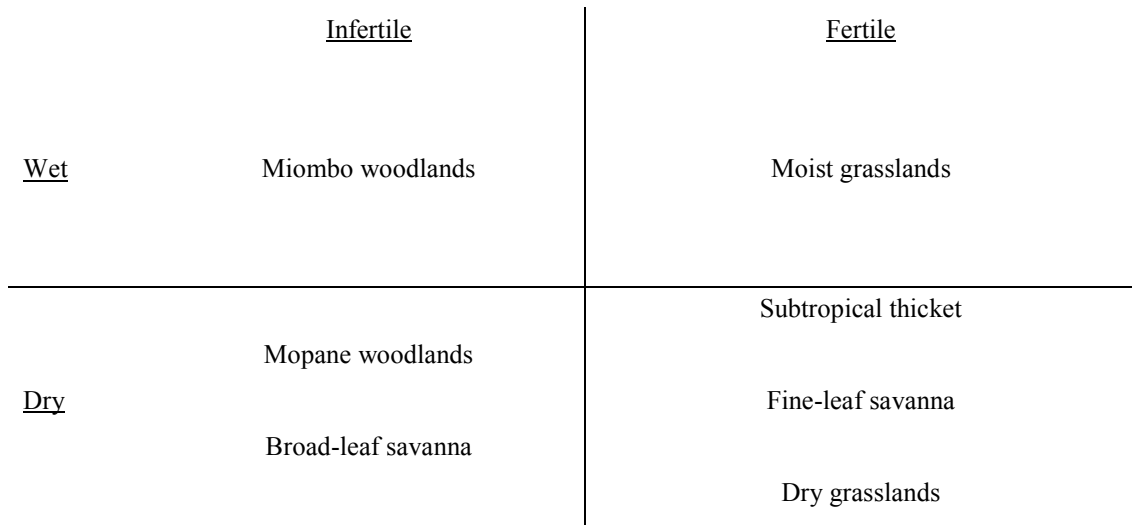 Infertile Fertile
Wet Miombo woodlands Moist grasslands
Subtropical thicket
Mopane woodlands
Dry Fine-leaf savanna
Broad-leaf savanna
Dry grasslands